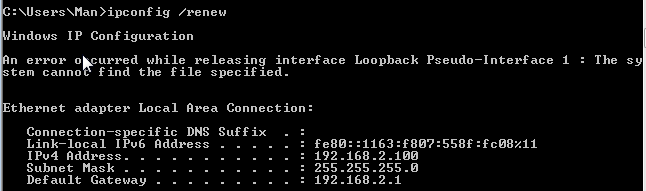 C:\Users\Man>ipconfig /renew
Windows IP Configuration
An error occurred while releasing interface Loopback Pseudo-Interface 1 : The sy
stem cannot find the file specified.
Ethernet adapter Local Area Connection:
Connection-specific DNS Suffix . :
Link-local IPv6 Address . . . . . : fe80::1163:f807:558f:fc08%11
IPv4 Address. . . . . . . . . . . : 192.168.2.100
Subnet Mask . . . . . . . . . . . : 255.255.255.0
Default Gateway . . . . . . . . . : 192.168.2.1